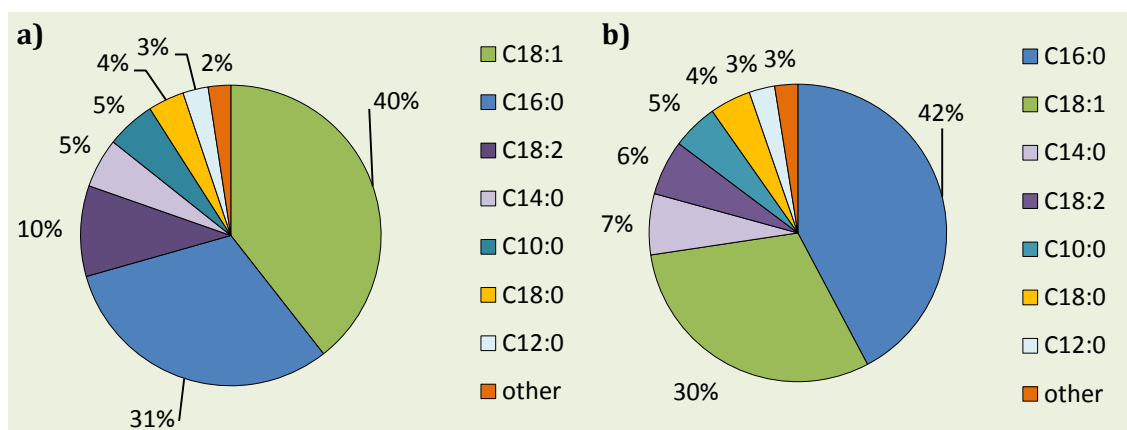 a)
3%
2%
4%
5%
5%
10%
31%
40%
C18:1
C16:0
C18:2
C14:0
C10:0
C18:0
C12:0
other
b)
3%
3%
4%
5%
6%
7%
30%
42%
C16:0
C18:1
C14:0
C18:2
C10:0
C18:0
C12:0
other